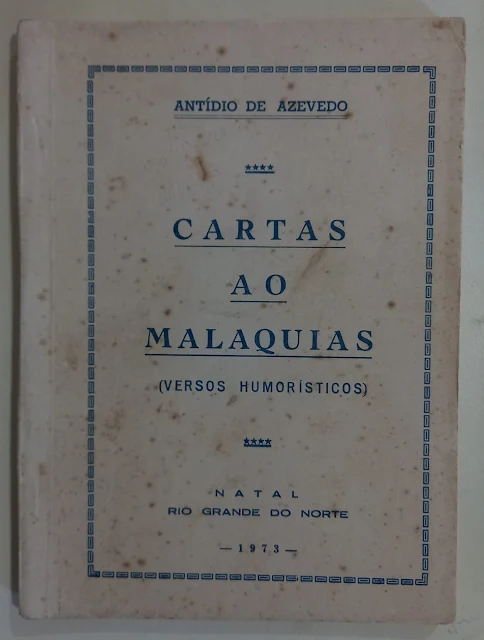 ANTÍDIO DE AZEVEDO
****
CARTAS
AO
MALAQUIAS
(VERSOS HUMORÍSTICOS)
****
NATAL
RIO GRANDE DO NORTE
— 1973 —